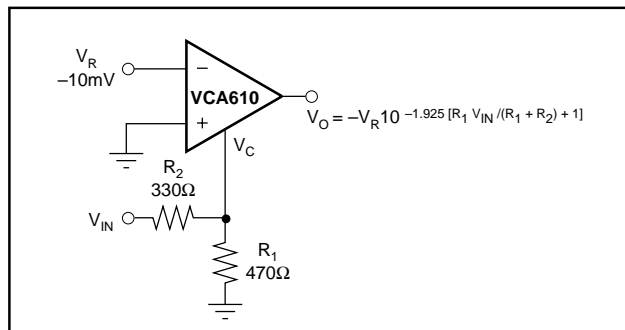 V_R
–10mV
VCA610
–
+
V_O = –V_R10 ^–1.925 [R_1 V_IN /(R_1 + R_2) + 1]
V_C
R_2
330Ω
V_IN
R_1
470Ω